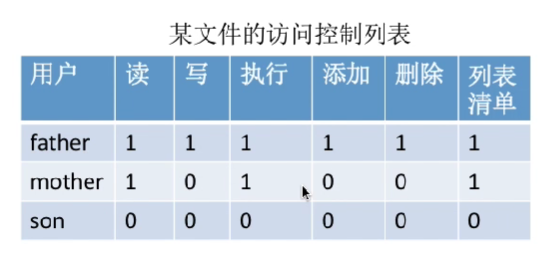 某文件的访问控制列表
用户 读 写 执行 添加 删除 列表
清单
father 1 1 1 1 1 1
mother 1 0 1 0 0 1
son 0 0 0 0 0 0